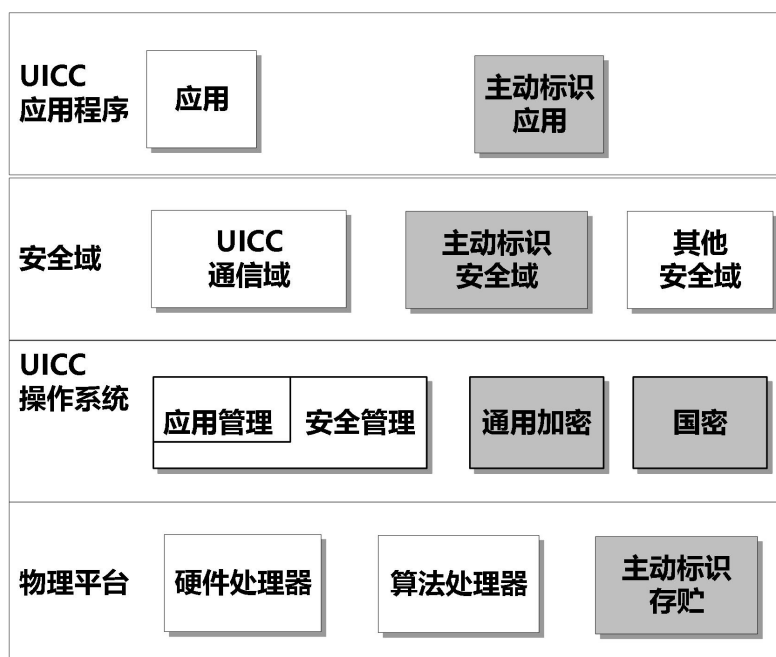 UICC
应用程序
应用
主动标识
应用
安全域
UICC
通信域
主动标识
安全域
其他
安全域
UICC
操作系统
应用管理
安全管理
通用加密
国密
物理平台
硬件处理器
算法处理器
主动标识
存贮